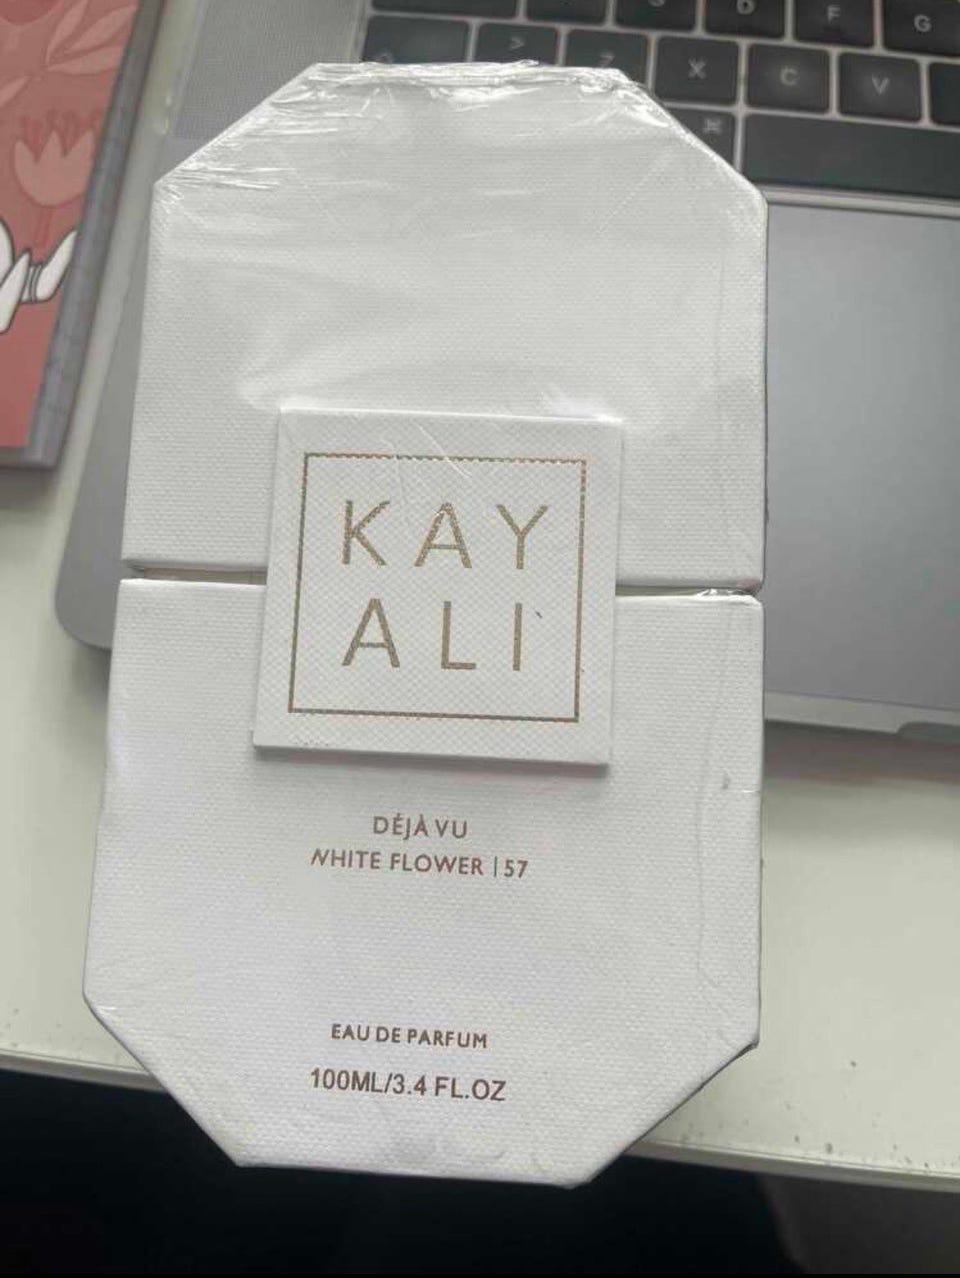 S
D
F
G
>
Z
X
C
V
⌘
KAY
ALI
DÉJÀ VU
WHITE FLOWER | 57
EAU DE PARFUM
100ML/3.4 FL.OZ